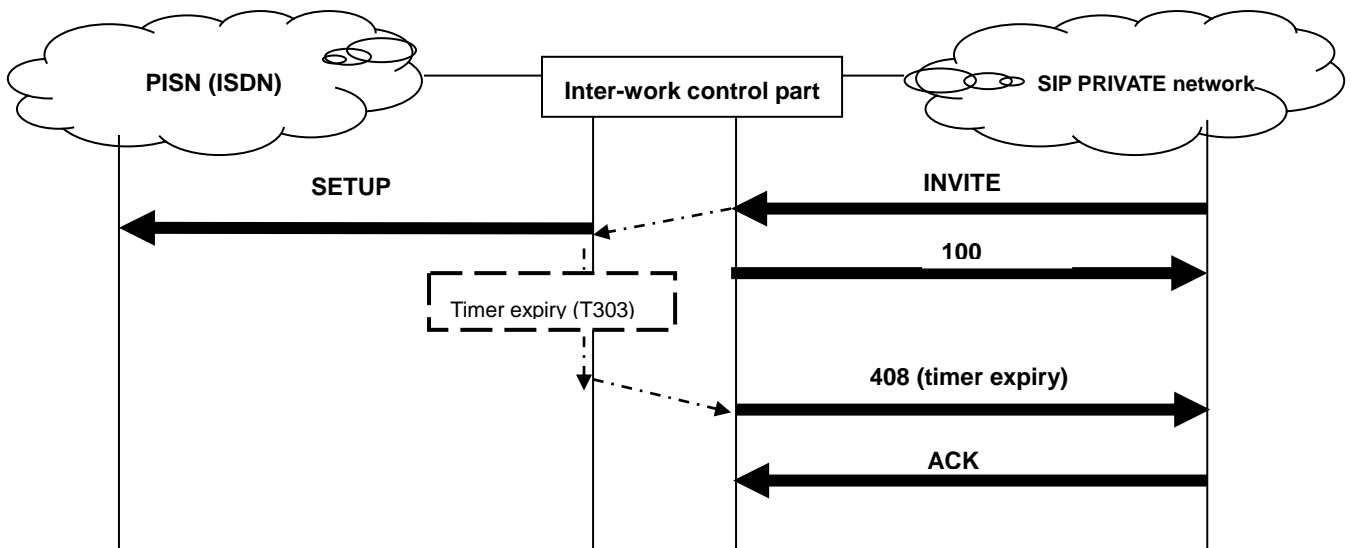 PISN (ISDN)
Inter-work control part
SIP PRIVATE network
SETUP
INVITE
100
Timer expiry (T303)
408 (timer expiry)
ACK